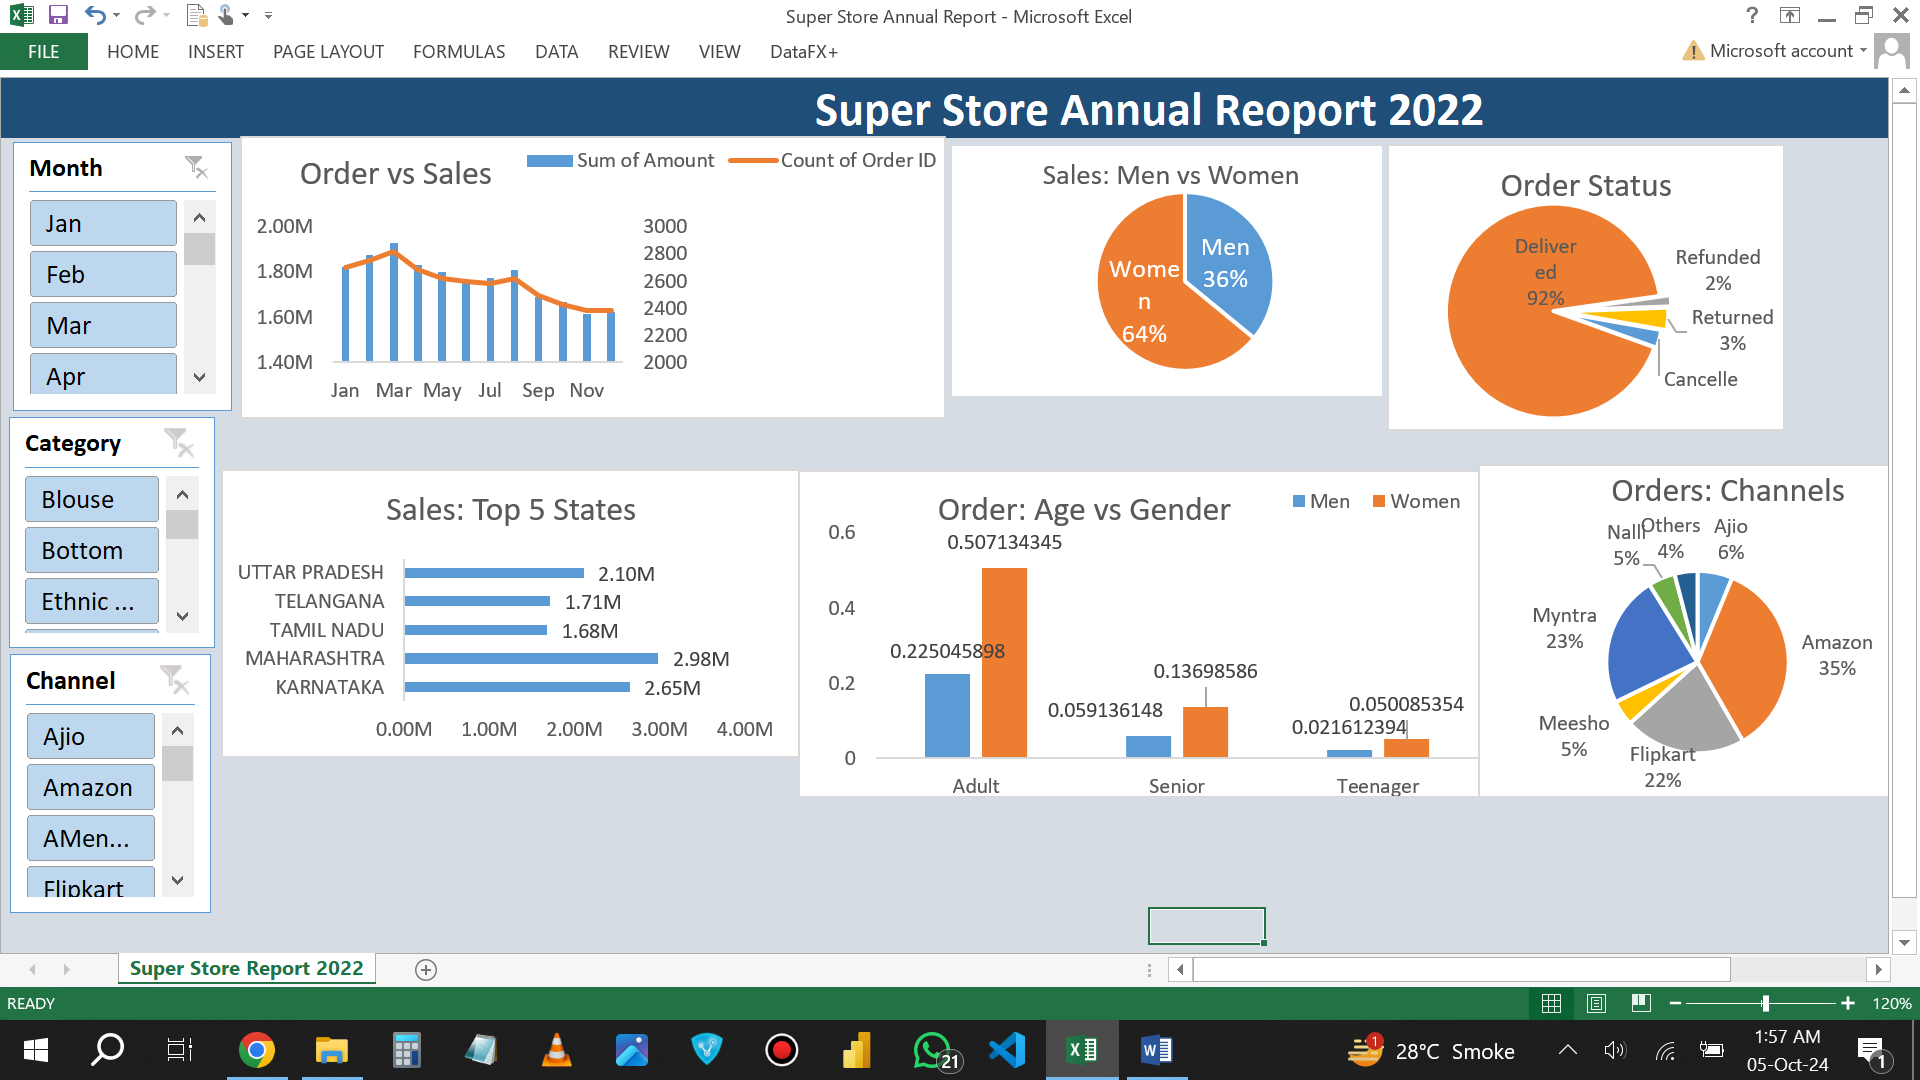 Super Store Annual Report - Microsoft Excel
?
FILE HOME INSERT PAGE LAYOUT FORMULAS DATA REVIEW VIEW DataFX+
Microsoft account
Super Store Annual Reoport 2022
Month
Jan
Feb
Mar
Apr
Category
Blouse
Bottom
Ethnic ...
Channel
Ajio
Amazon
AMen...
Flipkart
Order vs Sales
Sum of Amount Count of Order ID
2.00M
1.80M
1.60M
1.40M
3000
2800
2600
2400
2200
2000
Jan Mar May Jul Sep Nov
Sales: Men vs Women
Men
36%
Wome
n
64%
Order Status
Deliver
ed
92%
Refunded
2%
Returned
3%
Cancelle
Sales: Top 5 States
UTTAR PRADESH 2.10M
TELANGANA 1.71M
TAMIL NADU 1.68M
MAHARASHTRA 2.98M
KARNATAKA 2.65M
0.00M 1.00M 2.00M 3.00M 4.00M
Order: Age vs Gender
Men Women
0.6
0.4
0.2
0
0.507134345
0.225045898
0.13698586
0.059136148
0.050085354
0.021612394
Adult Senior Teenager
Orders: Channels
Nalli
5%
Others
4%
Ajio
6%
Myntra
23%
Amazon
35%
Meesho
5%
Flipkart
22%
Super Store Report 2022
READY
120%
21
1
28°C Smoke
1:57 AM
05-Oct-24
1